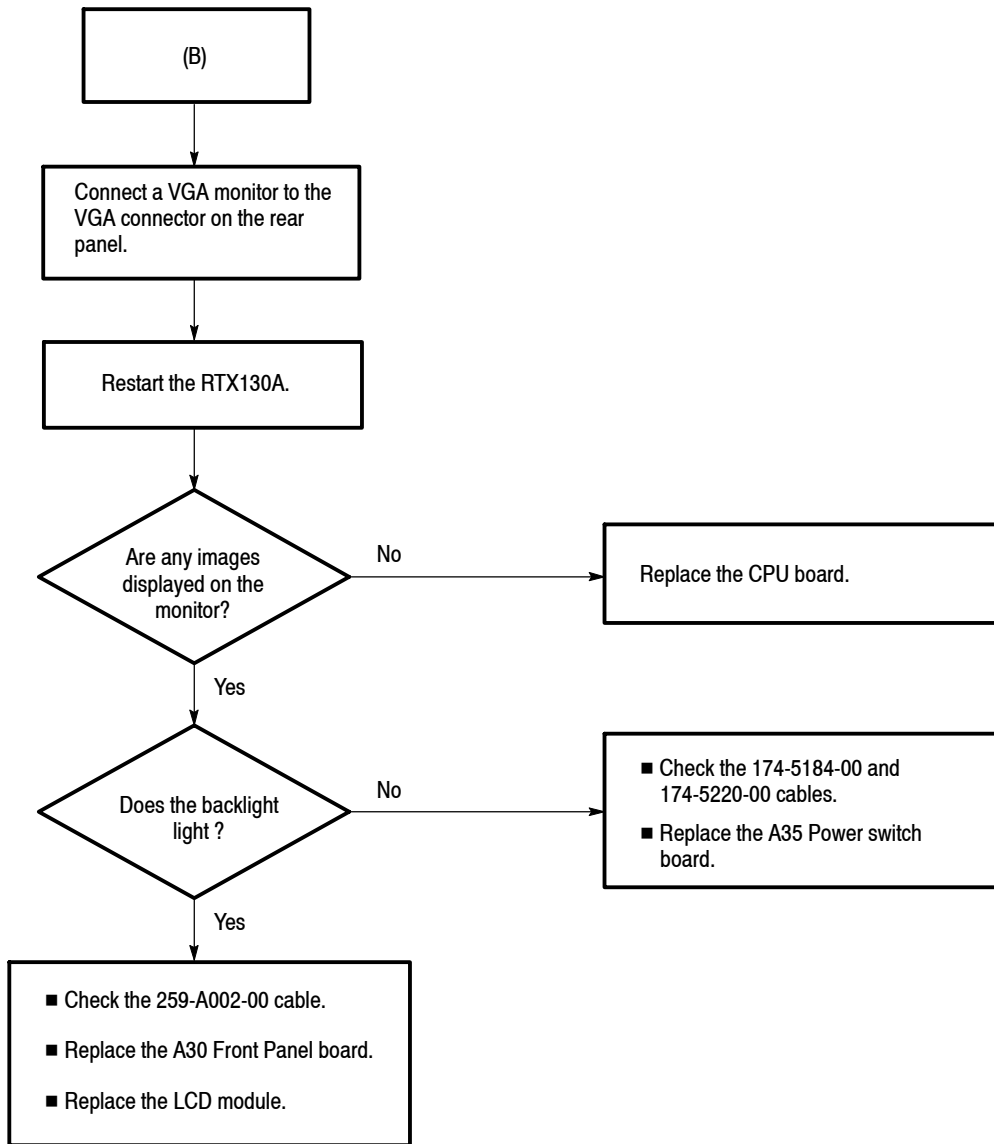 (B)
Connect a VGA monitor to the
VGA connector on the rear
panel.
Restart the RTX130A.
Are any images
displayed on the
monitor?
No
Replace the CPU board.
Yes
Does the backlight
light ?
No
■ Check the 174-5184-00 and
174-5220-00 cables.
■ Replace the A35 Power switch
board.
Yes
■ Check the 259-A002-00 cable.
■ Replace the A30 Front Panel board.
■ Replace the LCD module.